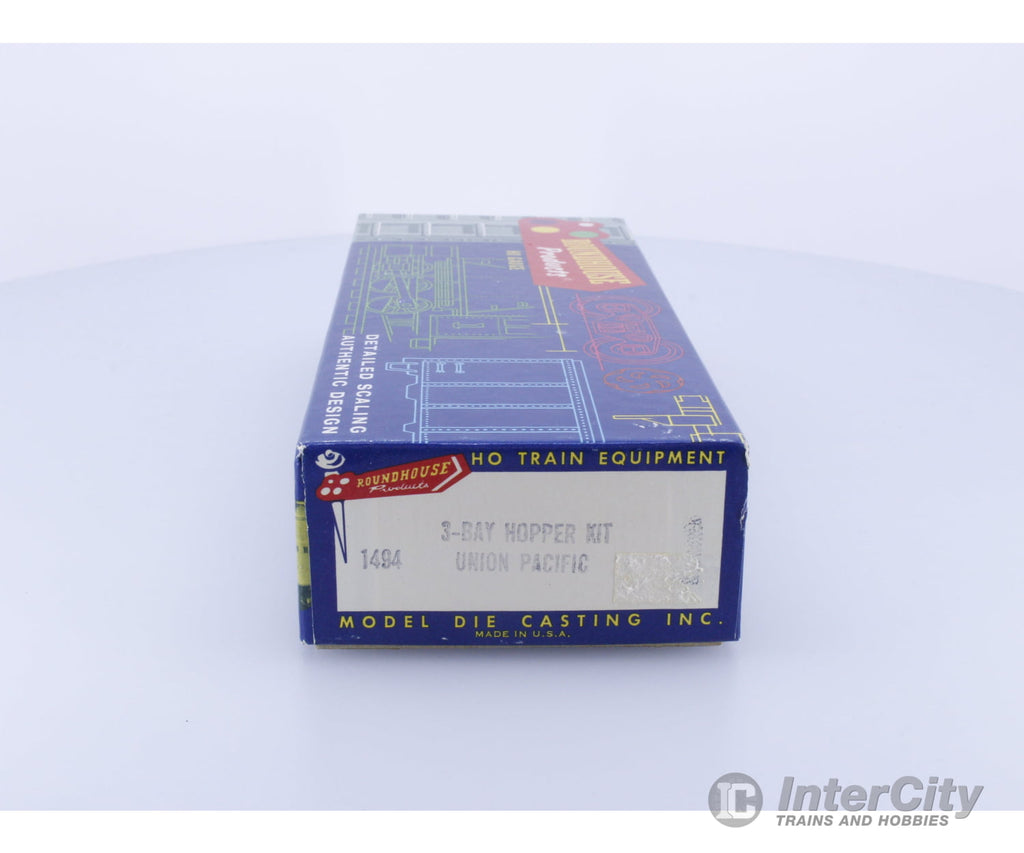 ROUNDHOUSE
Products
HO GAUGE
DETAILED SCALING
AUTHENTIC DESIGN
ROUNDHOUSE
Products
HO TRAIN EQUIPMENT
3-BAY HOPPER KIT
1494 UNION PACIFIC
MODEL DIE CASTING INC.
MADE IN U.S.A.
InterCity
TRAINS AND HOBBIES